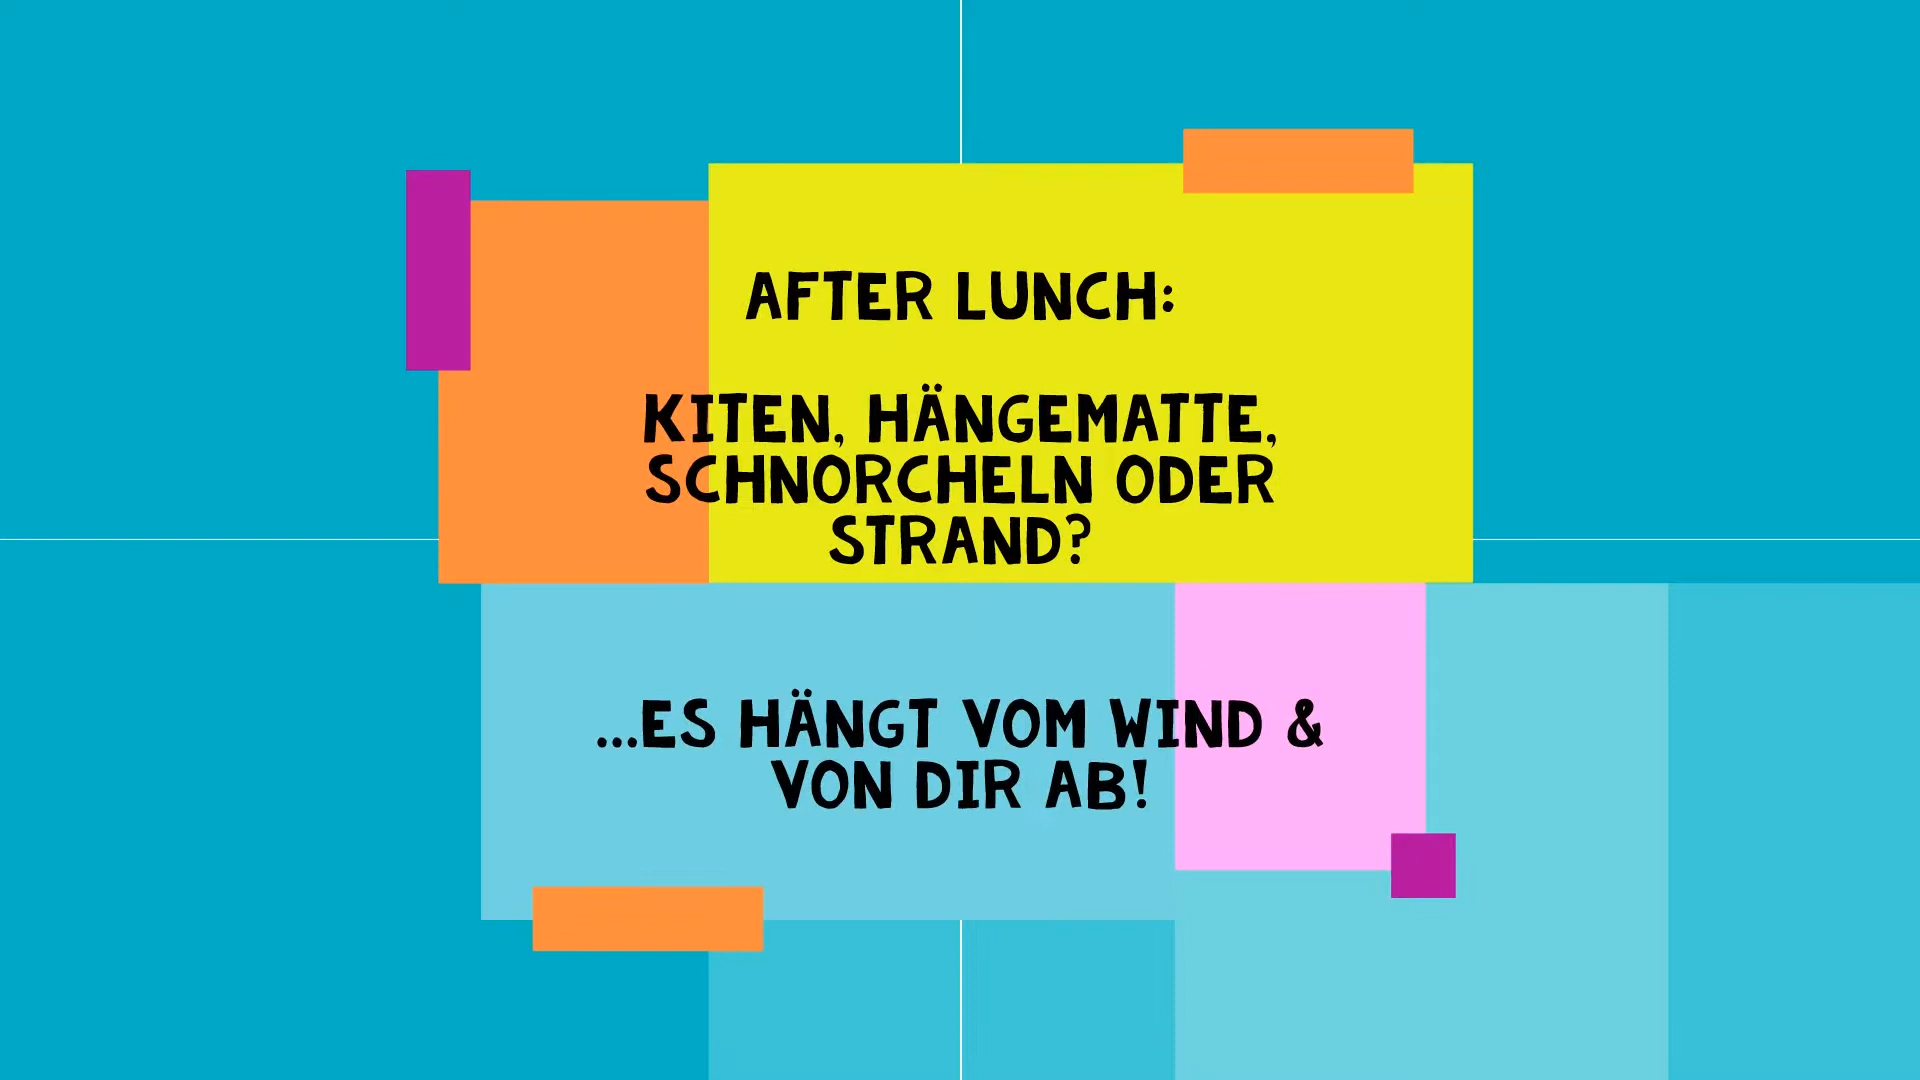 AFTER LUNCH:
KITEN, HÄNGEMATTE,
SCHNORCHELN ODER
STRAND?
...ES HÄNGT VOM WIND &
VON DIR AB!